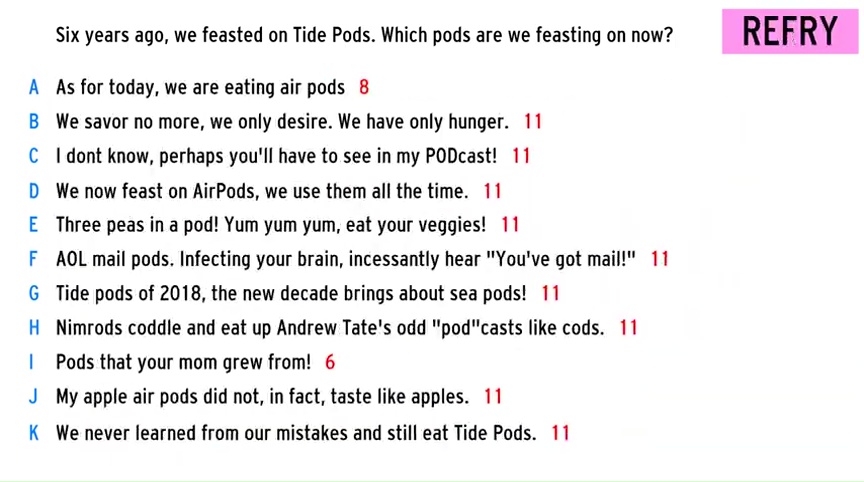 Six years ago, we feasted on Tide Pods. Which pods are we feasting on now?
REFRY
A As for today, we are eating air pods 8
B We savor no more, we only desire. We have only hunger. 11
C I dont know, perhaps you'll have to see in my PODcast! 11
D We now feast on AirPods, we use them all the time. 11
E Three peas in a pod! Yum yum yum, eat your veggies! 11
F AOL mail pods. Infecting your brain, incessantly hear "You've got mail!" 11
G Tide pods of 2018, the new decade brings about sea pods! 11
H Nimrods coddle and eat up Andrew Tate's odd "pod"casts like cods. 11
I Pods that your mom grew from! 6
J My apple air pods did not, in fact, taste like apples. 11
K We never learned from our mistakes and still eat Tide Pods. 11